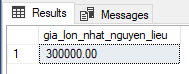 Results Messages
gia_lon_nhat_nguyen_lieu
1 300000.00